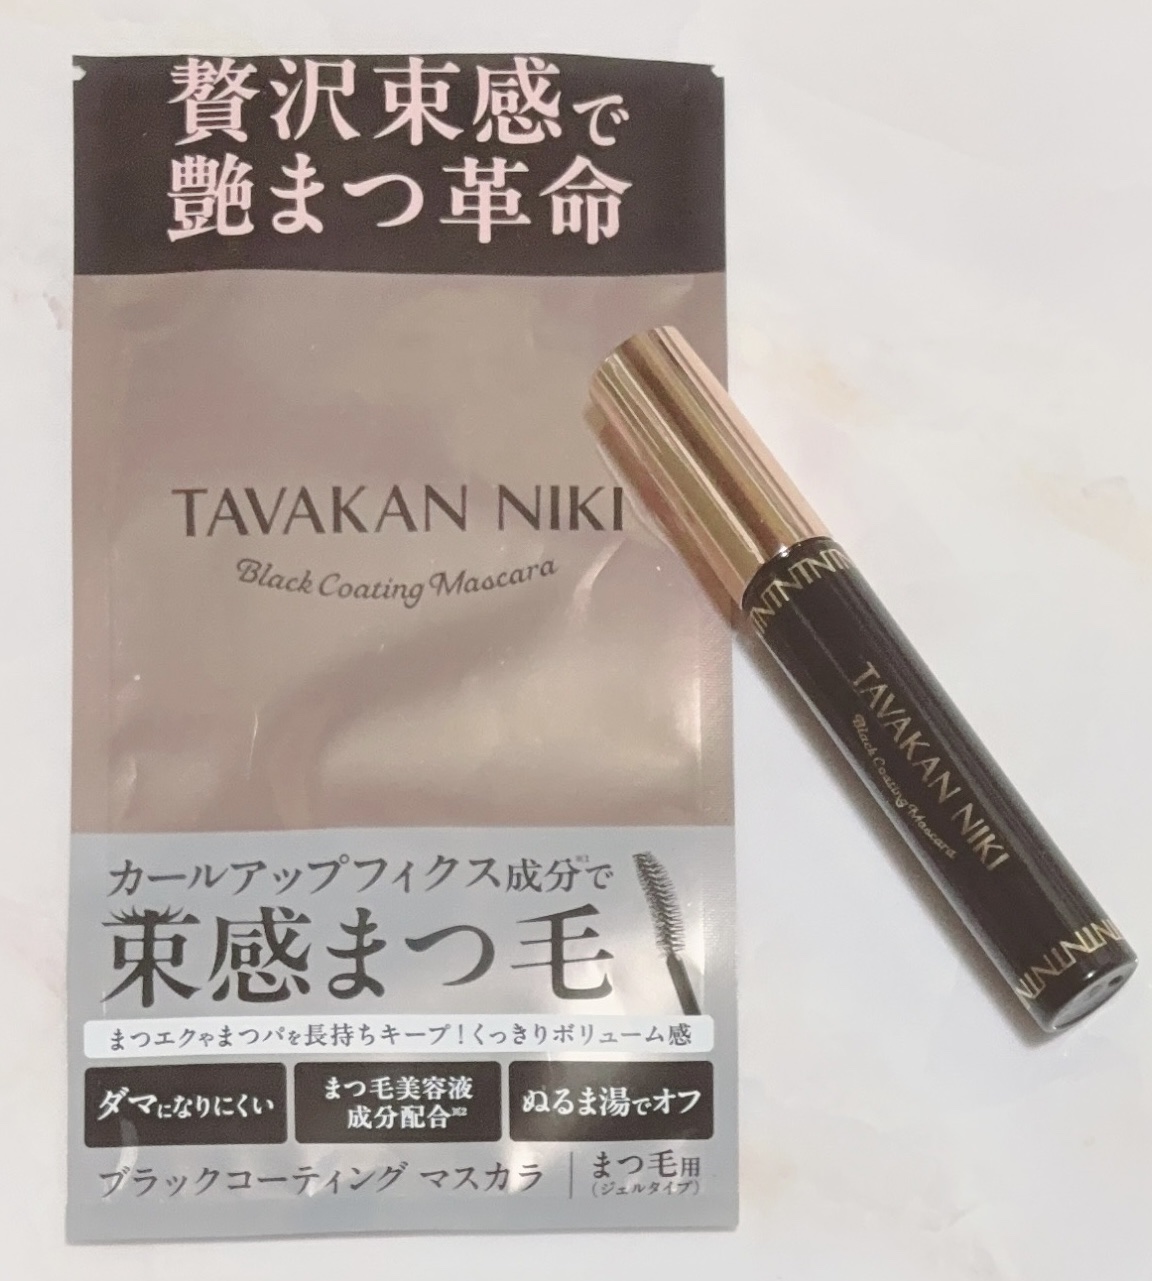 贅沢束感で
艶まつ革命
TAVAKAN NIKI
Black Coating Mascara
カールアップフィクス成分※1で
束感まつ毛
まつエクやまつパを長持ちキープ!くっきりボリューム感
ダマになりにくい
まつ毛美容液
成分配合※2
ぬるま湯でオフ
ブラックコーティング マスカラ
まつ毛用
(ジェルタイプ)
TNTNTNTN
TAVAKAN NIKI
Black Coating Mascara
NTNTNTN